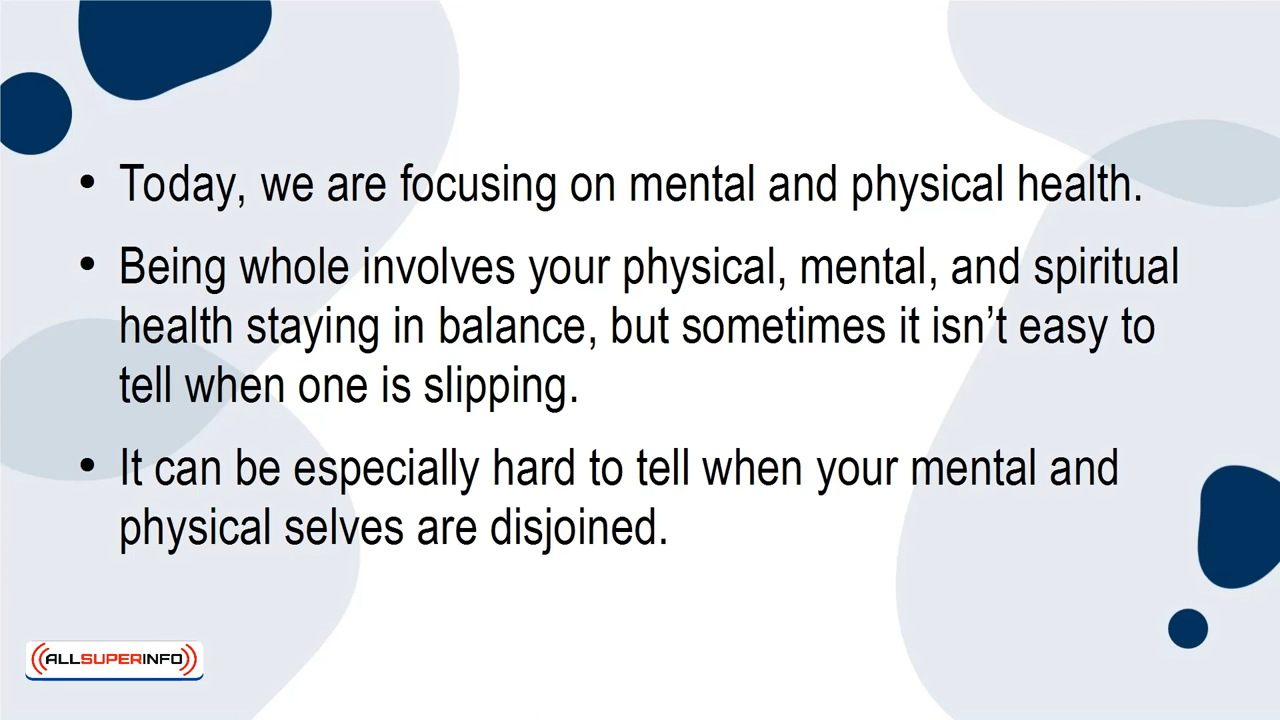 • Today, we are focusing on mental and physical health.
• Being whole involves your physical, mental, and spiritual
health staying in balance, but sometimes it isn’t easy to
tell when one is slipping.
• It can be especially hard to tell when your mental and
physical selves are disjoined.
ALLSUPERINFO